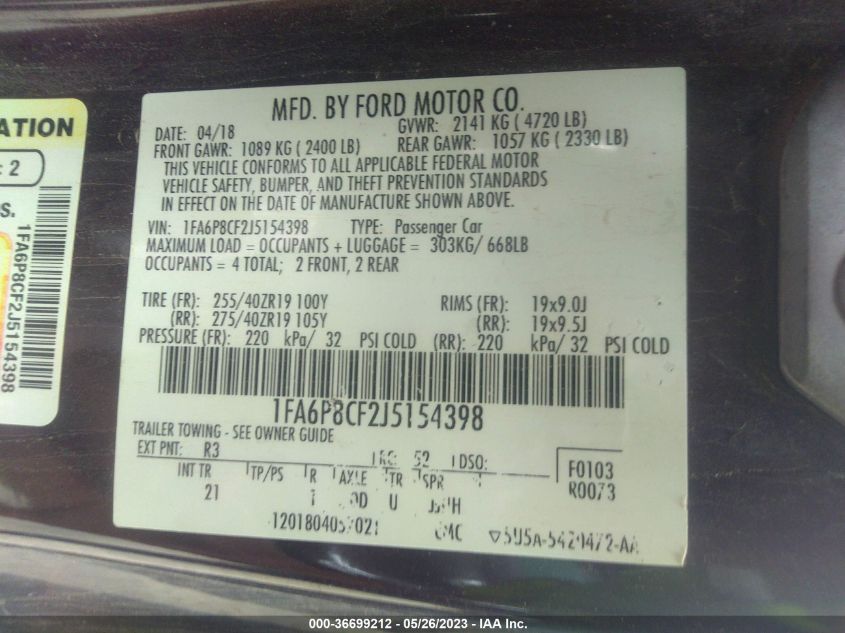 ATION
: 2
S.
1FA6P8CF2J5154398
MFD. BY FORD MOTOR CO.
DATE: 04/18 GVWR: 2141 KG ( 4720 LB)
FRONT GAWR: 1089 KG ( 2400 LB) REAR GAWR: 1057 KG ( 2330 LB)
THIS VEHICLE CONFORMS TO ALL APPLICABLE FEDERAL MOTOR
VEHICLE SAFETY, BUMPER, AND THEFT PREVENTION STANDARDS
IN EFFECT ON THE DATE OF MANUFACTURE SHOWN ABOVE.
VIN: 1FA6P8CF2J5154398 TYPE: Passenger Car
MAXIMUM LOAD = OCCUPANTS + LUGGAGE = 303KG/ 668LB
OCCUPANTS = 4 TOTAL; 2 FRONT, 2 REAR
TIRE (FR): 255/40ZR19 100Y RIMS (FR): 19x9.0J
(RR): 275/40ZR19 105Y (RR): 19x9.5J
PRESSURE (FR): 220 kPa/ 32 PSI COLD (RR): 220 kPa/ 32 PSI COLD
1FA6P8CF2J5154398
TRAILER TOWING - SEE OWNER GUIDE
EXT PNT: R3 RC: 52 DSO: F0103
INT TR TP/PS R AXLE TR SPR R0073
21 U
000-36699212 - 05/26/2023 - IAA Inc.